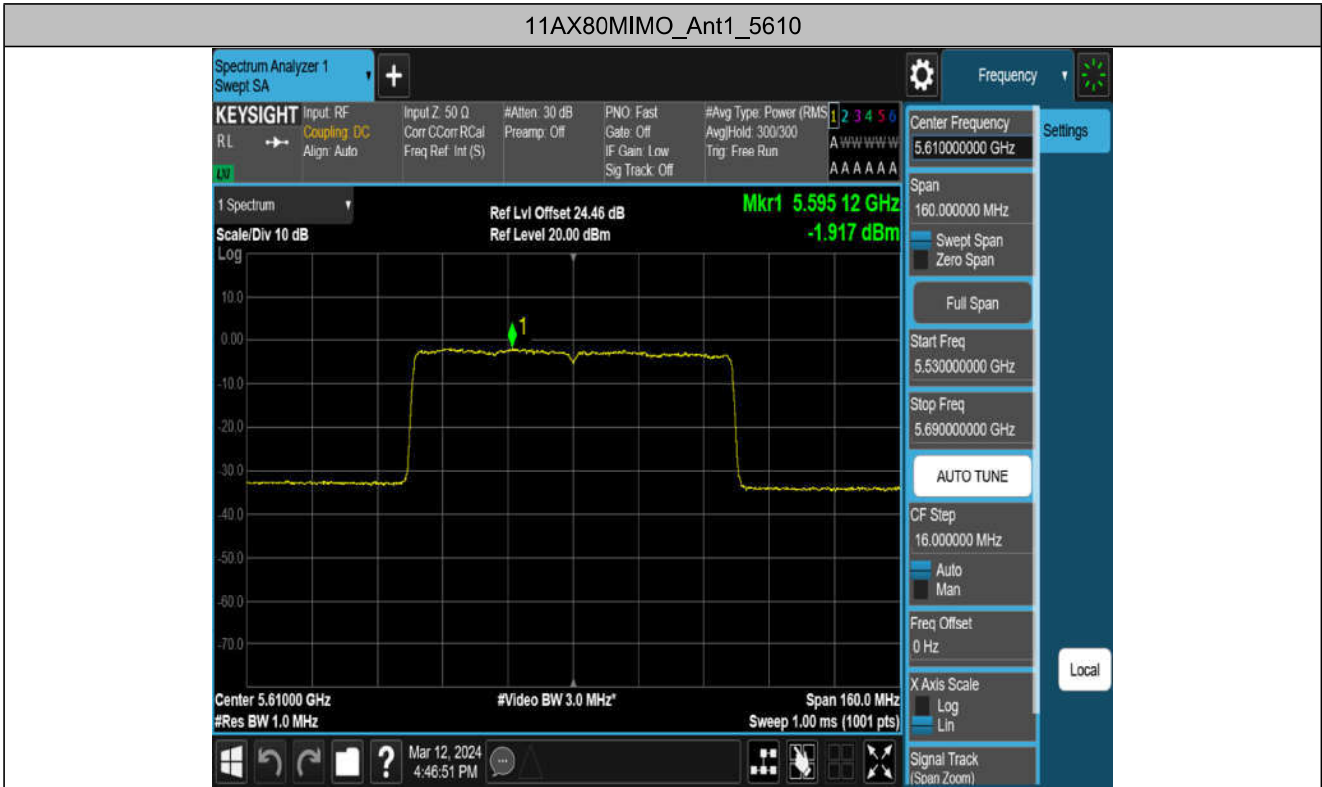 11AX80MIMO_Ant1_5610
Spectrum Analyzer 1
Swept SA
+
Frequency
KEYSIGHT
RL
Input: RF
Coupling: DC
Align: Auto
Input Z: 50 Ω
Corr CCorr RCal
Freq Ref: Int (S)
#Atten: 30 dB
Preamp: Off
PNO: Fast
Gate: Off
IF Gain: Low
Sig Track: Off
#Avg Type: Power (RMS
Avg|Hold: 300/300
Trig: Free Run
1 2 3 4 5 6
A W W W W W
A A A A A A
Center Frequency
5.610000000 GHz
Settings
Span
160.000000 MHz
Swept Span
Zero Span
Full Span
Start Freq
5.530000000 GHz
Stop Freq
5.690000000 GHz
AUTO TUNE
CF Step
16.000000 MHz
Auto
Man
Freq Offset
0 Hz
X Axis Scale
Log
Lin
Signal Track
(Span Zoom)
Local
1 Spectrum
Scale/Div 10 dB
Log
Ref Lvl Offset 24.46 dB
Ref Level 20.00 dBm
Mkr1 5.595 12 GHz
-1.917 dBm
10.0
0.00
-10.0
-20.0
-30.0
-40.0
-50.0
-60.0
-70.0
1
Center 5.61000 GHz
#Res BW 1.0 MHz
#Video BW 3.0 MHz*
Span 160.0 MHz
Sweep 1.00 ms (1001 pts)
?
Mar 12, 2024
4:46:51 PM